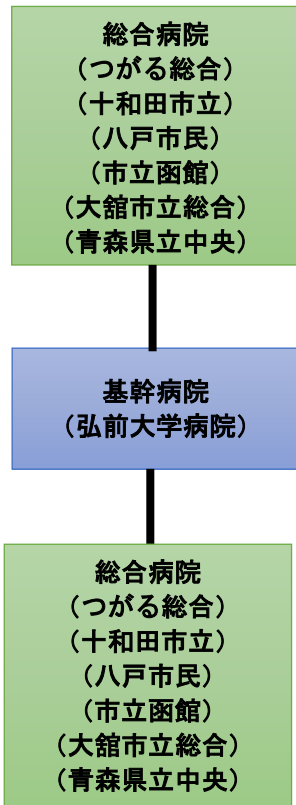 総合病院
（つがる総合）
（十和田市立）
（八戸市民）
（市立函館）
（大舘市立総合）
（青森県立中央）
基幹病院
（弘前大学病院）
総合病院
（つがる総合）
（十和田市立）
（八戸市民）
（市立函館）
（大舘市立総合）
（青森県立中央）